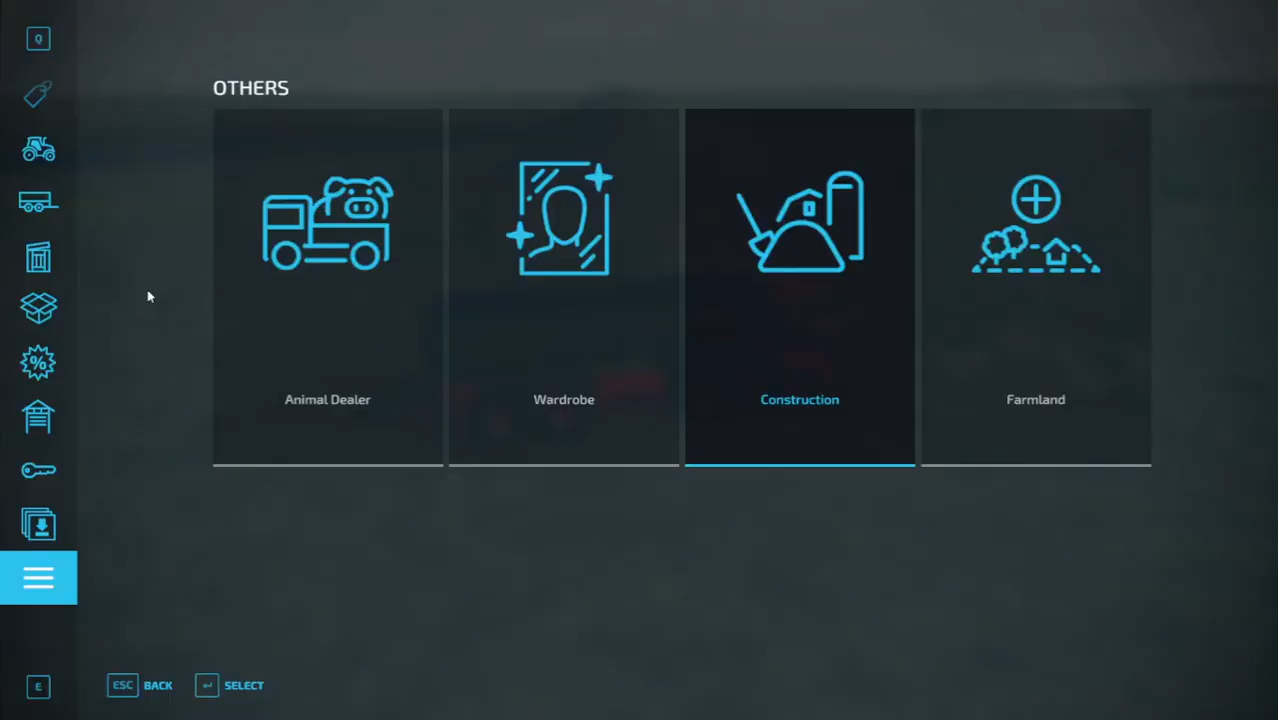 Q
OTHERS
%
Animal Dealer
Wardrobe
Construction
Farmland
E
ESC BACK
↵ SELECT